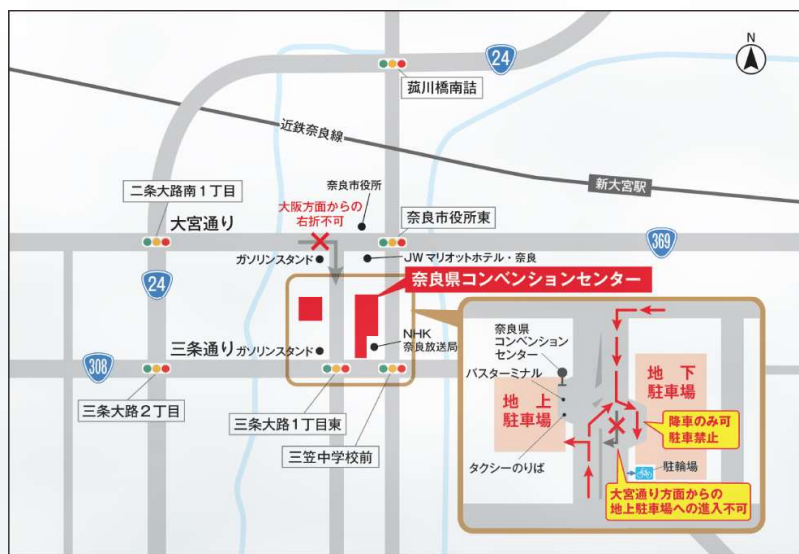 N
24
菰川橋南詰
近鉄奈良線
新大宮駅
二条大路南1丁目
奈良市役所
大阪方面からの
右折不可
奈良市役所東
大宮通り
369
ガソリンスタンド
JWマリオットホテル・奈良
奈良県コンベンションセンター
24
NHK
奈良放送局
三条通り
ガソリンスタンド
308
三条大路2丁目
三条大路1丁目東
三笠中学校前
奈良県
コンベンション
センター
バスターミナル
地上
駐車場
地下
駐車場
降車のみ可
駐車禁止
タクシーのりば
駐輪場
大宮通り方面からの
地上駐車場への進入不可